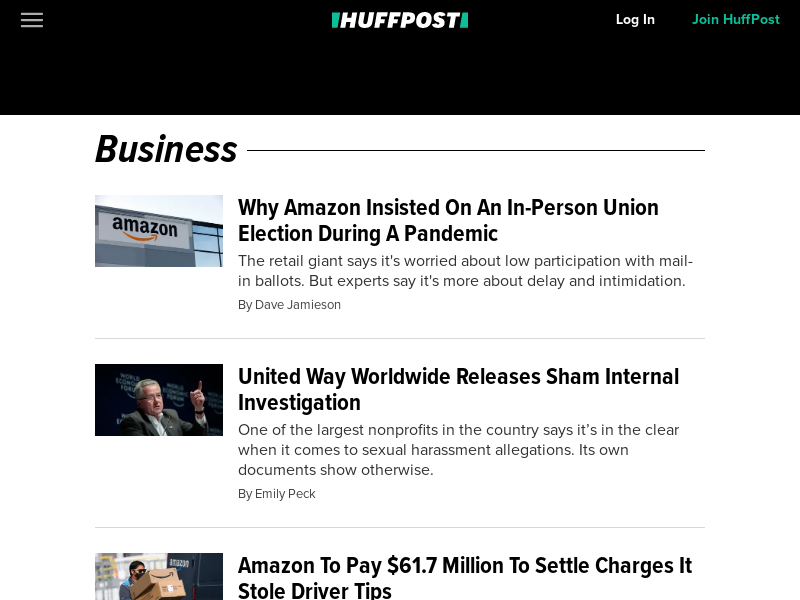 HUFFPOST
Log In
Join HuffPost
Business
amazon
Why Amazon Insisted On An In-Person Union
Election During A Pandemic
The retail giant says it's worried about low participation with mail-
in ballots. But experts say it's more about delay and intimidation.
By Dave Jamieson
WORLD
ECONOMIC
FORUM
United Way Worldwide Releases Sham Internal
Investigation
One of the largest nonprofits in the country says it’s in the clear
when it comes to sexual harassment allegations. Its own
documents show otherwise.
By Emily Peck
amazon
Amazon To Pay $61.7 Million To Settle Charges It
Stole Driver Tips